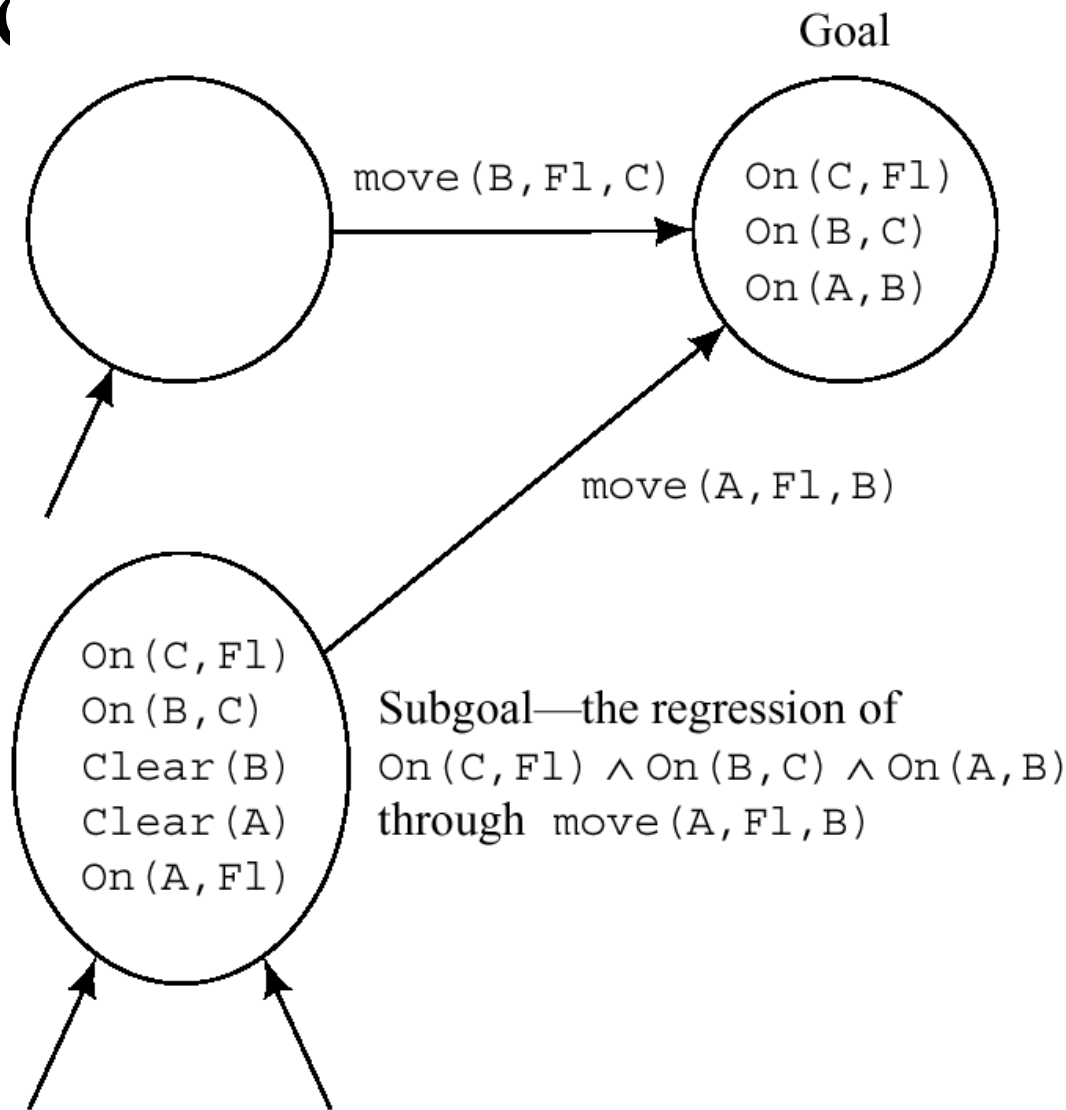 Goal
move(B,Fl,C)
On(C,Fl)
On(B,C)
On(A,B)
move(A,Fl,B)
On(C,Fl)
On(B,C)
Clear(B)
Clear(A)
On(A,Fl)
Subgoal—the regression of
On(C,Fl) ∧ On(B,C) ∧ On(A,B)
through move(A,Fl,B)